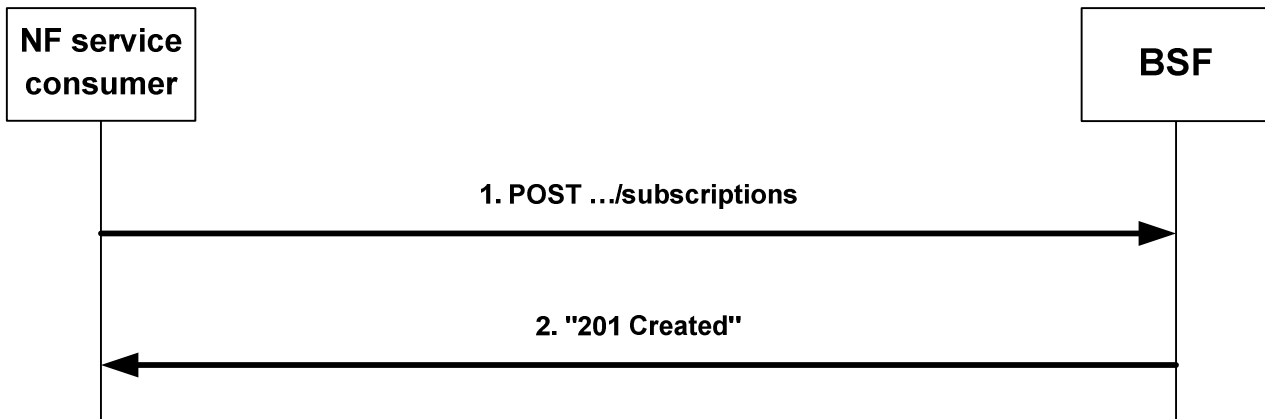 NF service
consumer
BSF
1. POST …/subscriptions
2. "201 Created"